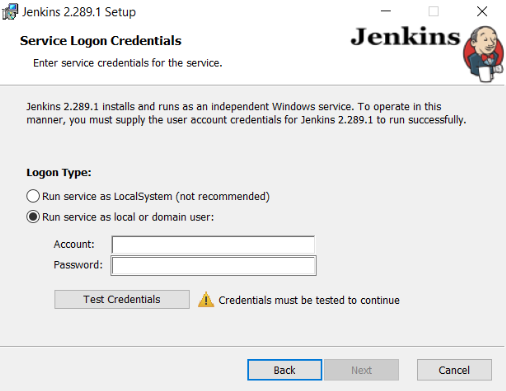 Jenkins 2.289.1 Setup
Service Logon Credentials
Jenkins
Enter service credentials for the service.
Jenkins 2.289.1 installs and runs as an independent Windows service. To operate in this
manner, you must supply the user account credentials for Jenkins 2.289.1 to run successfully.
Logon Type:
Run service as LocalSystem (not recommended)
Run service as local or domain user:
Account:
Password:
Test Credentials
Credentials must be tested to continue
Back
Next
Cancel